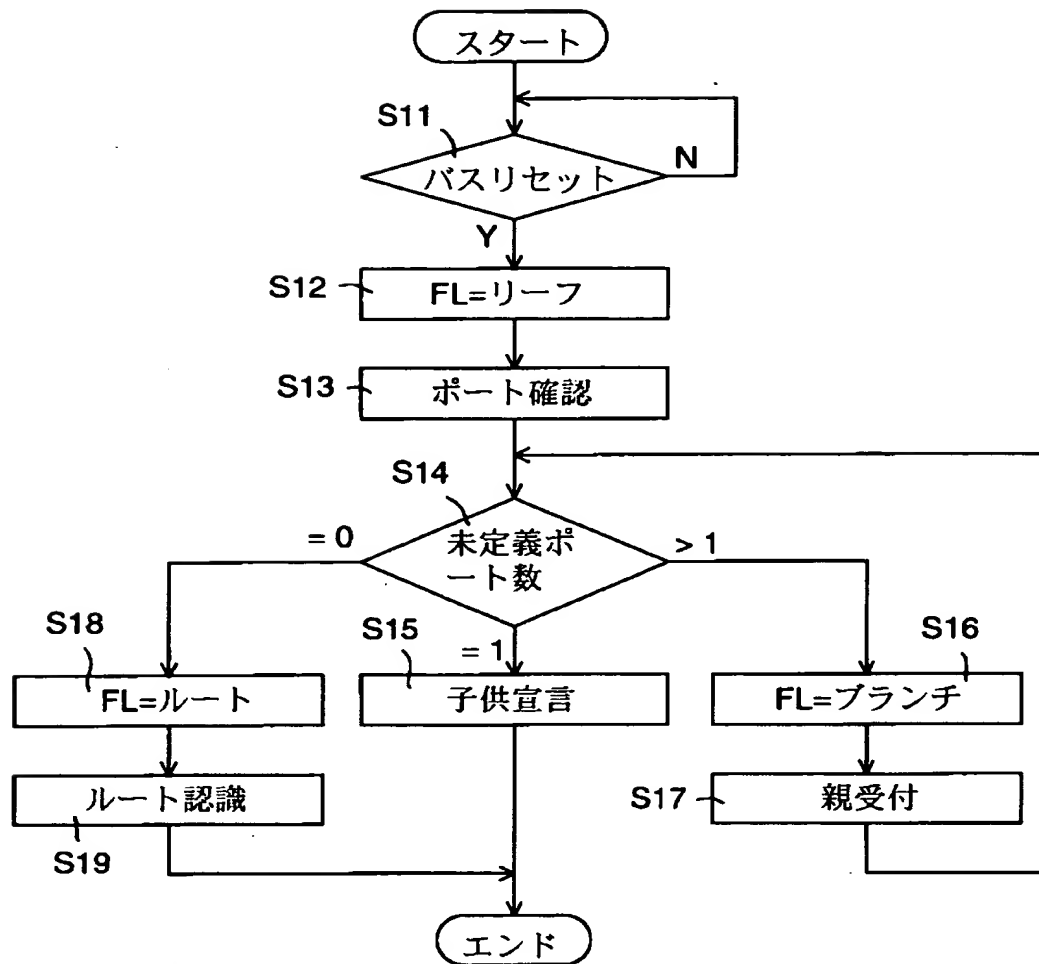 スタート
S11
バスリセット
N
Y
S12
FL=リーフ
S13
ポート確認
S14
未定義ポ
ート数
= 0
= 1
> 1
S18
FL=ルート
S15
子供宣言
S16
FL=ブランチ
ルート認識
S19
S17
親受付
エンド